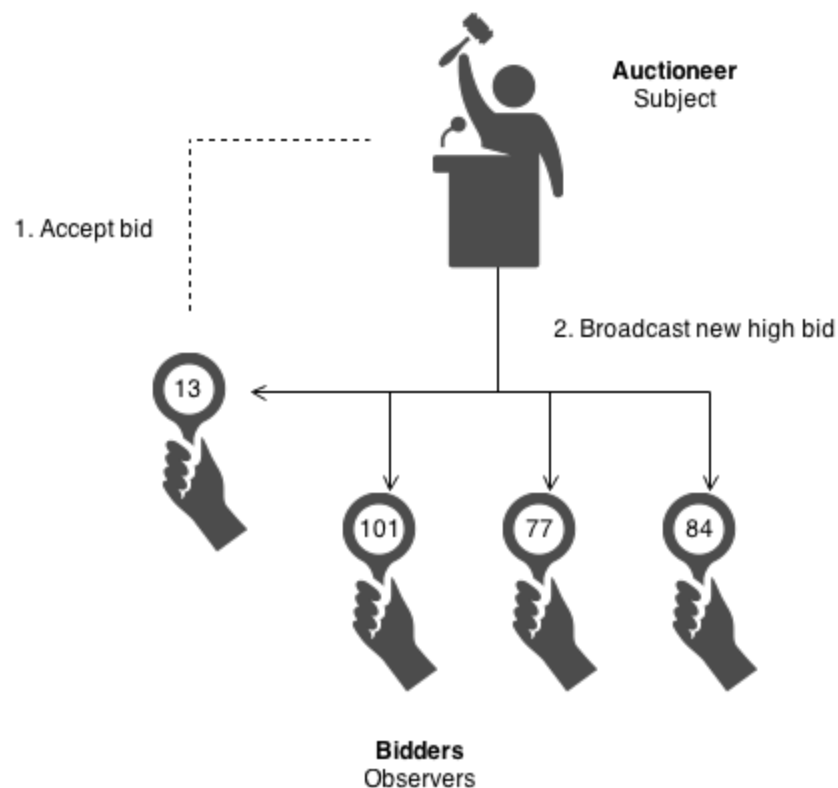 Auctioneer
Subject
1. Accept bid
2. Broadcast new high bid
13
101
77
84
Bidders
Observers